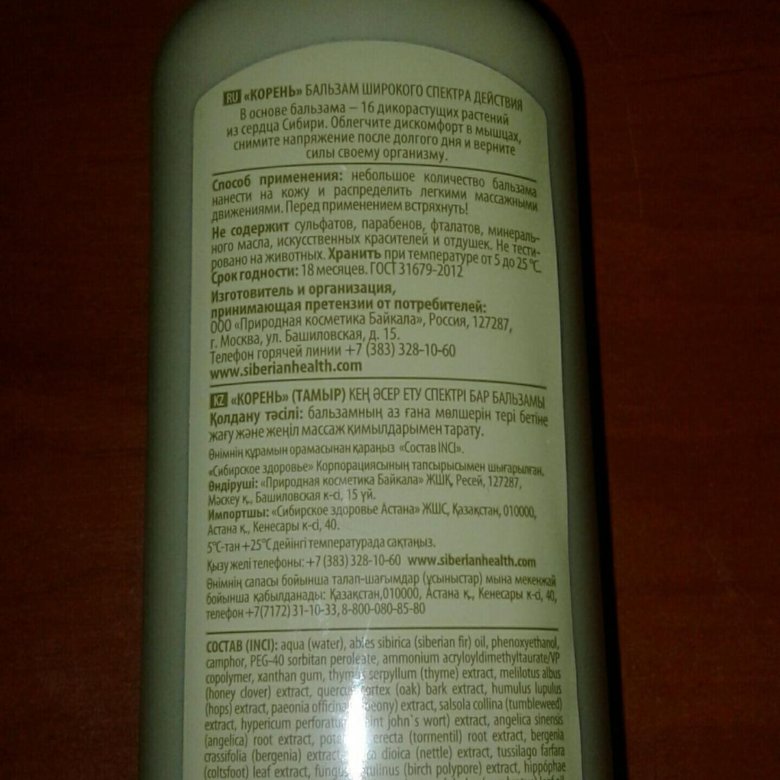 RU «КОРЕНЬ» БАЛЬЗАМ ШИРОКОГО СПЕКТРА ДЕЙСТВИЯ
В основе бальзама – 16 дикорастущих растений
из сердца Сибири. Облегчите дискомфорт в мышцах,
снимите напряжение после долгого дня и верните
силы своему организму.
Способ применения: небольшое количество бальзама
нанести на кожу и распределить легкими массажными
движениями. Перед применением встряхнуть!
Не содержит сульфатов, парабенов, фталатов, минераль-
ного масла, искусственных красителей и отдушек. Не тести-
ровано на животных. Хранить при температуре от 5 до 25 °С.
Срок годности: 18 месяцев. ГОСТ 31679-2012
Изготовитель и организация,
принимающая претензии от потребителей:
ООО «Природная косметика Байкала», Россия, 127287,
г. Москва, ул. Башиловская, д. 15.
Телефон горячей линии +7 (383) 328-10-60
www.siberianhealth.com
KZ «КОРЕНЬ» (ТАМЫР) КЕҢ ӘСЕР ЕТУ СПЕКТРІ БАР БАЛЬЗАМЫ
Қолдану тәсілі: бальзамның аз ғана мөлшерін тері бетіне
жағу және жеңіл массаж қимылдарымен тарату.
Өнімнің құрамын орамасынан қараңыз «Состав INCI».
«Сибирское здоровье» Корпорациясының тапсырысымен шығарылған.
Өндіруші: «Природная косметика Байкала» ЖШҚ, Ресей, 127287,
Мәскеу қ., Башиловская к-сі, 15 үй.
Импортшы: «Сибирское здоровье Астана» ЖШС, Қазақстан, 010000,
Астана қ., Кенесары к-сі, 40.
5°С-тан +25°С дейінгі температурада сақтаңыз.
Қызу желі телефоны: +7 (383) 328-10-60 www.siberianhealth.com
Өнімнің сапасы бойынша талап-шағымдар (ұсыныстар) мына мекенжай
бойынша қабылданады: Қазақстан,010000, Астана қ., Кенесары к-сі, 40,
телефон +7(7172) 31-10-33, 8-800-080-85-80
СОСТАВ (INCI): aqua (water), abies sibirica (siberian fir) oil, phenoxyethanol,
camphor, PEG-40 sorbitan peroleate, ammonium acryloyldimethyltaurate/VP
copolymer, xanthan gum, thymus serpyllum (thyme) extract, melilotus albus
(honey clover) extract, quercus cortex (oak) bark extract, humulus lupulus
(hops) extract, paeonia (peony) extract, salsola collina (tumbleweed)
extract, hypericum john`s wort) extract, angelica sinensis
(angelica) root extract, erecta (tormentil) root extract, bergenia
crassifolia (bergenia) extract, dioica (nettle) extract, tussilago farfara
(coltsfoot) leaf extract, (birch polypore) extract, hippophae